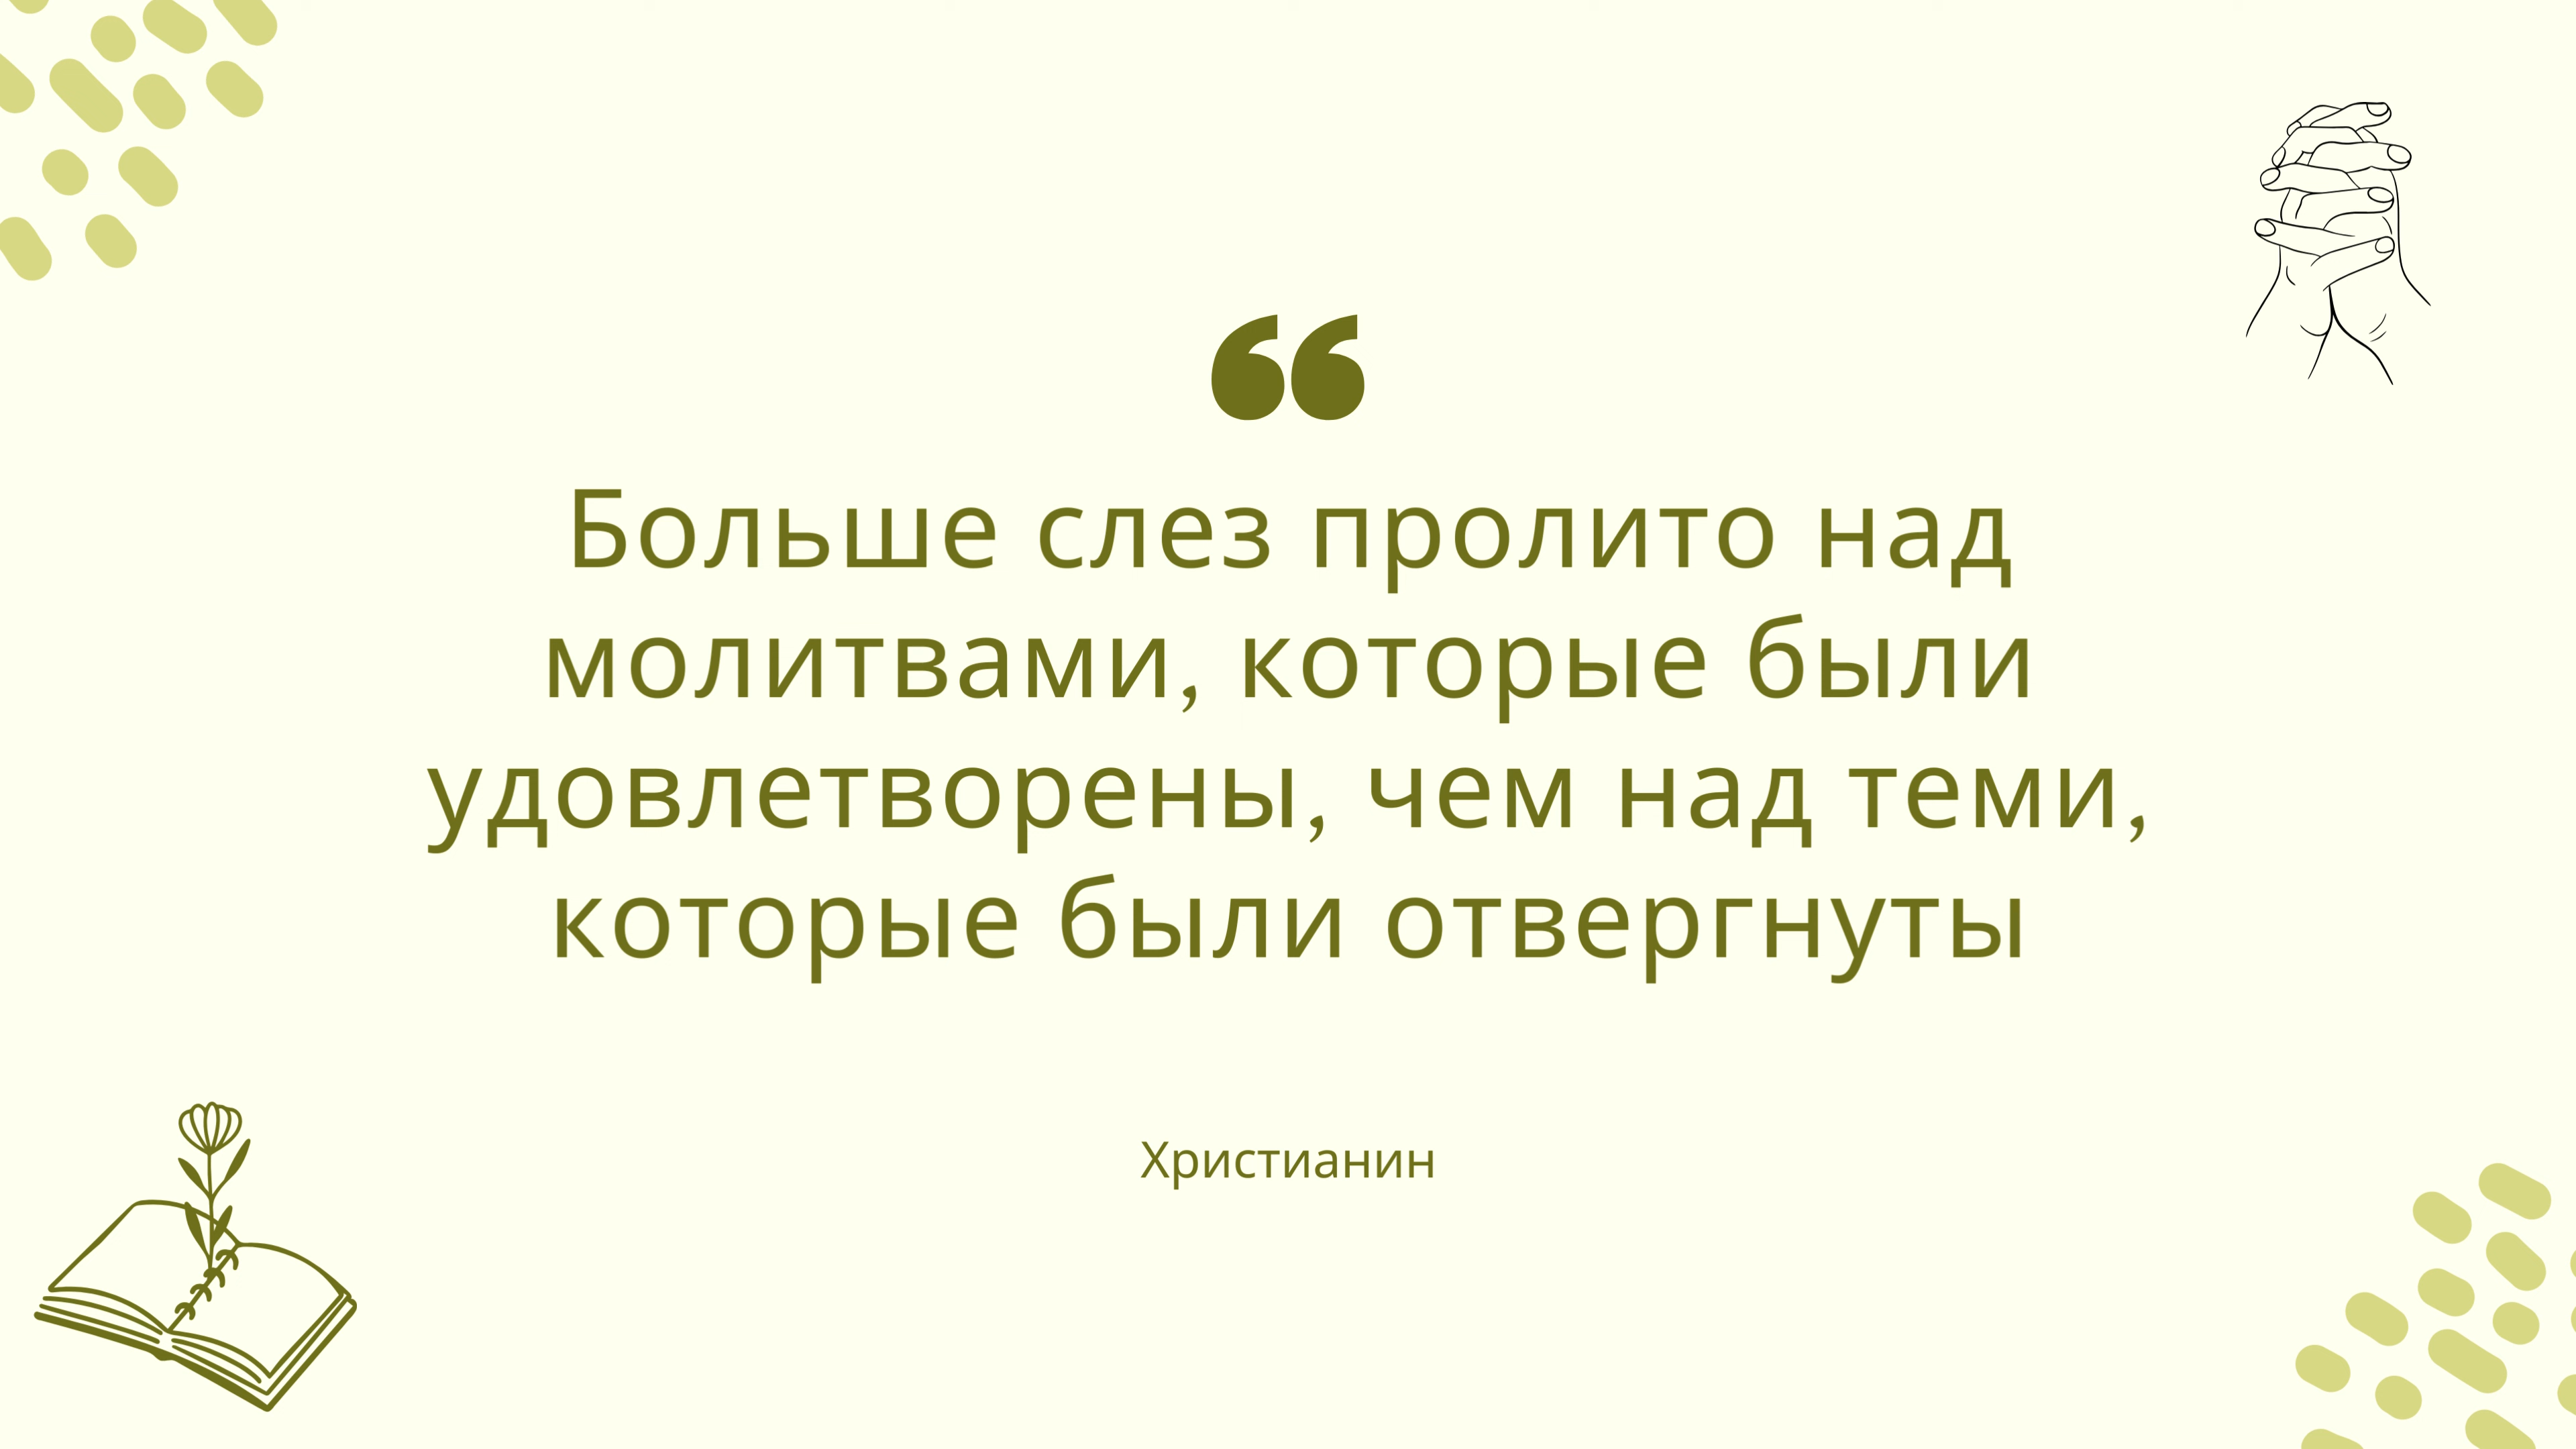 ❝
Больше слез пролито над
молитвами, которые были
удовлетворены, чем над теми,
которые были отвергнуты
Христианин